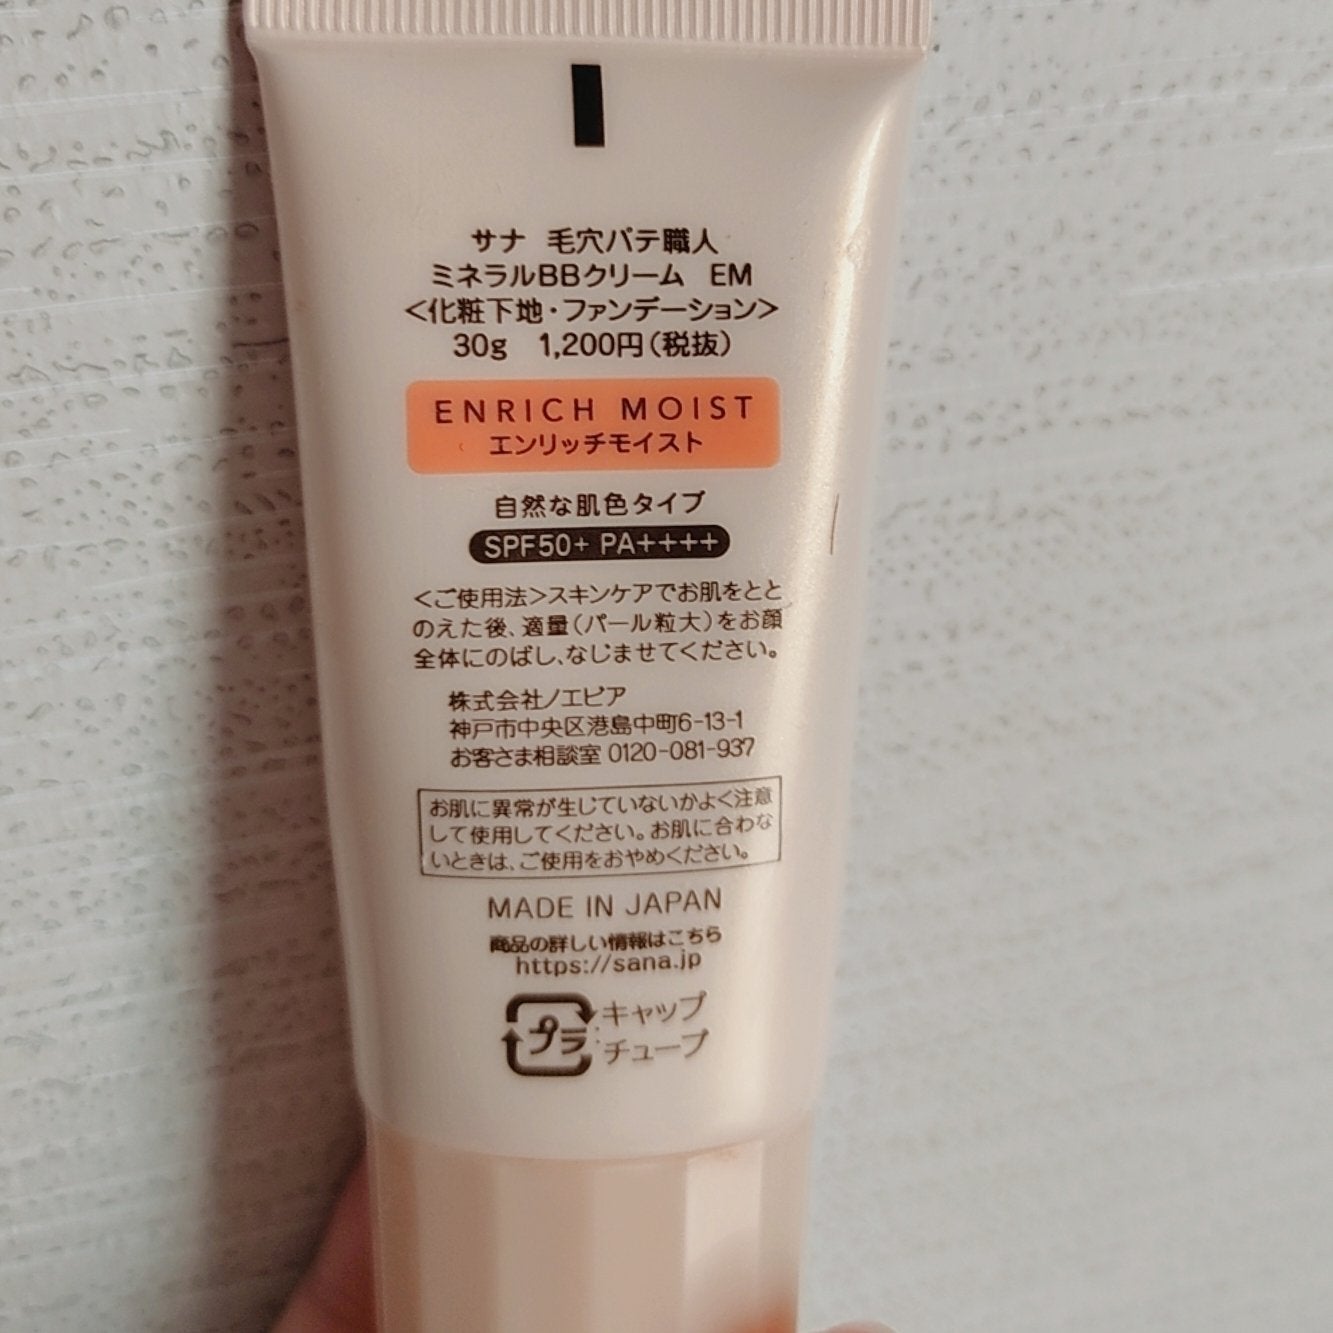 サナ 毛穴パテ職人
ミネラルBBクリーム EM
<化粧下地・ファンデーション>
30g 1,200円(税抜)
ENRICH MOIST
エンリッチモイスト
自然な肌色タイプ
SPF50+ PA++++
<ご使用法>スキンケアでお肌をとと
のえた後、適量(パール粒大)をお顔
全体にのばし、なじませてください。
株式会社ノエビア
神戸市中央区港島中町6-13-1
お客さま相談室 0120-081-937
お肌に異常が生じていないかよく注意
して使用してください。お肌に合わな
いときは、ご使用をおやめください。
MADE IN JAPAN
商品の詳しい情報はこちら
https://sana.jp
プラ:キャップ
チューブ